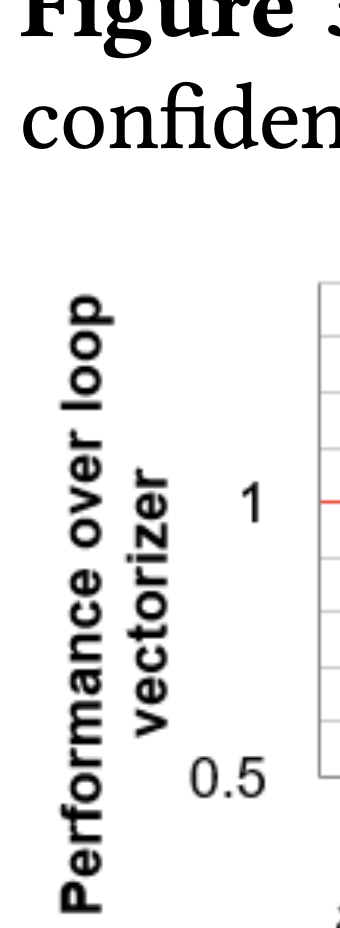 Figure
confiden
Performance over loop
vectorizer
1
0.5